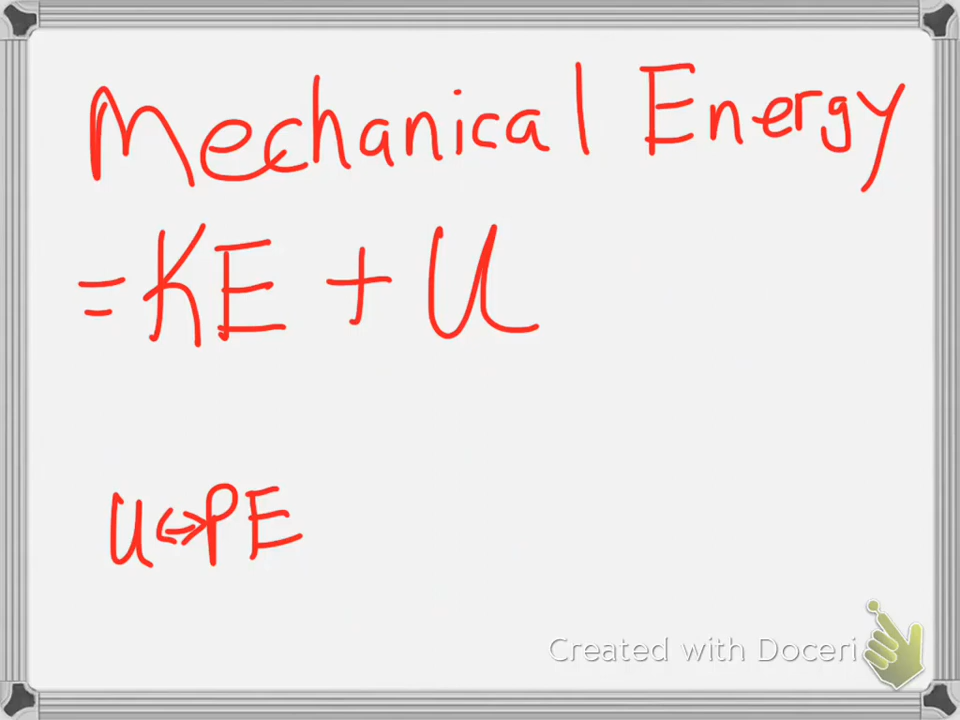 Mechanical Energy
= KE + U
U ↔ PE
Created with Doceri